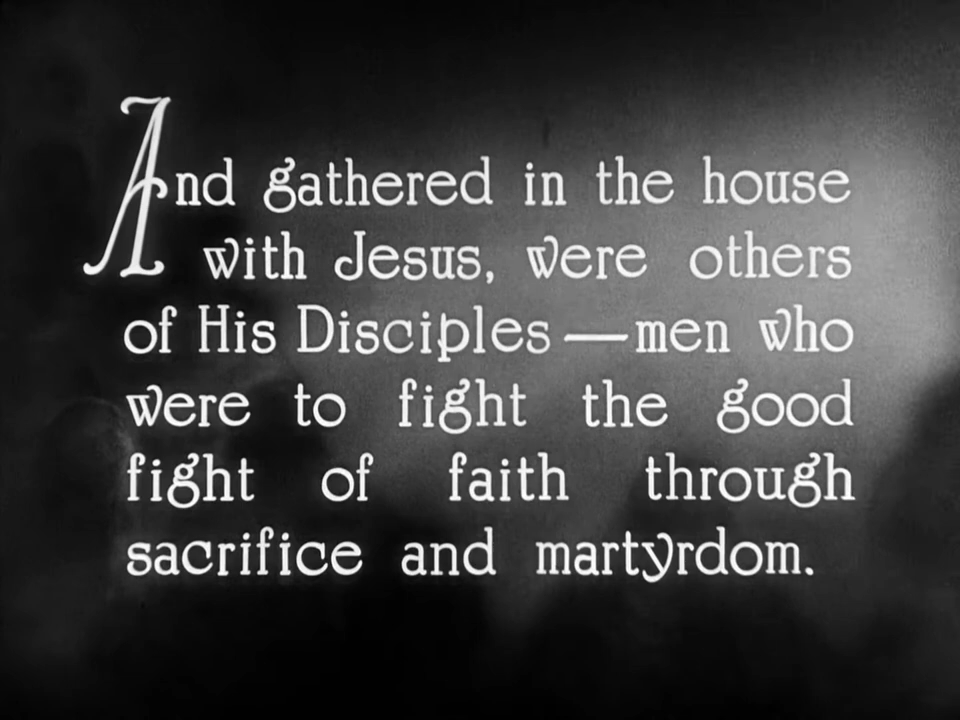 And gathered in the house
with Jesus, were others
of His Disciples—men who
were to fight the good
fight of faith through
sacrifice and martyrdom.